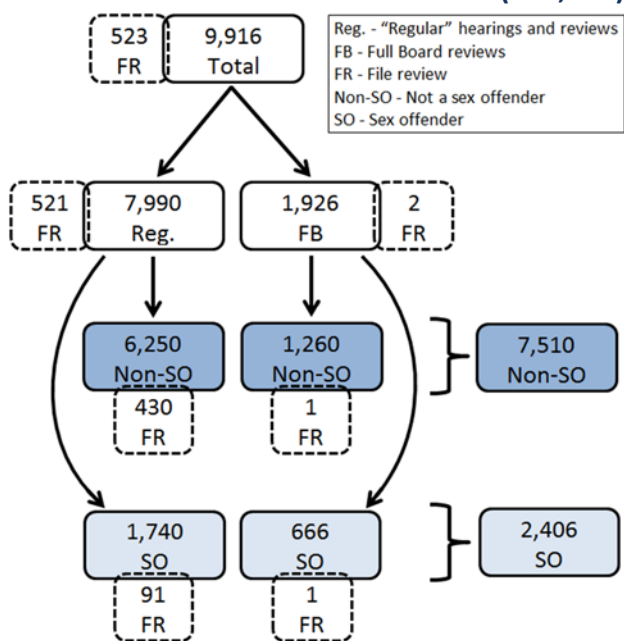 523
FR
9,916
Total
Reg. - “Regular” hearings and reviews
FB - Full Board reviews
FR - File review
Non-SO - Not a sex offender
SO - Sex offender
521
FR
7,990
Reg.
1,926
FB
2
FR
6,250
Non-SO
430
FR
1,260
Non-SO
1
FR
7,510
Non-SO
1,740
SO
91
FR
666
SO
1
FR
2,406
SO